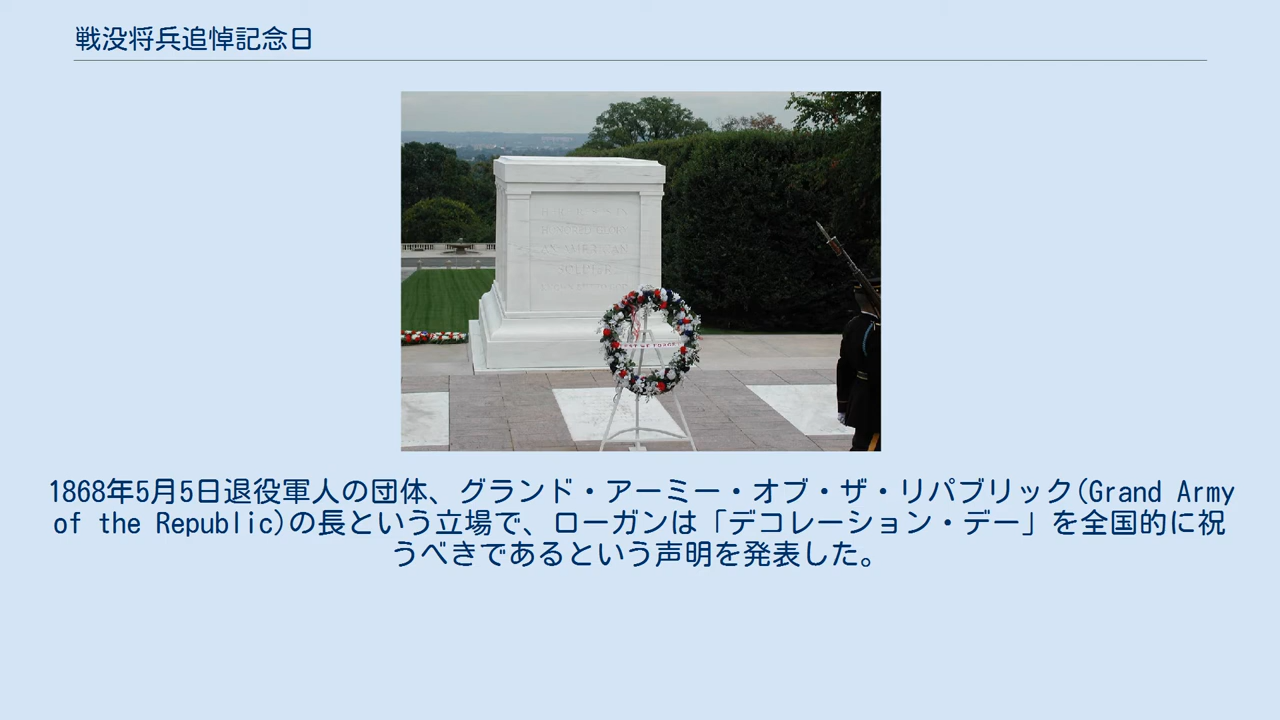 戦没将兵追悼記念日
AN AMERICAN
SOLDIER
1868年5月5日退役軍人の団体、グランド・アーミー・オブ・ザ・リパブリック(Grand Army
of the Republic)の長という立場で、ローガンは「デコレーション・デー」を全国的に祝
うべきであるという声明を発表した。